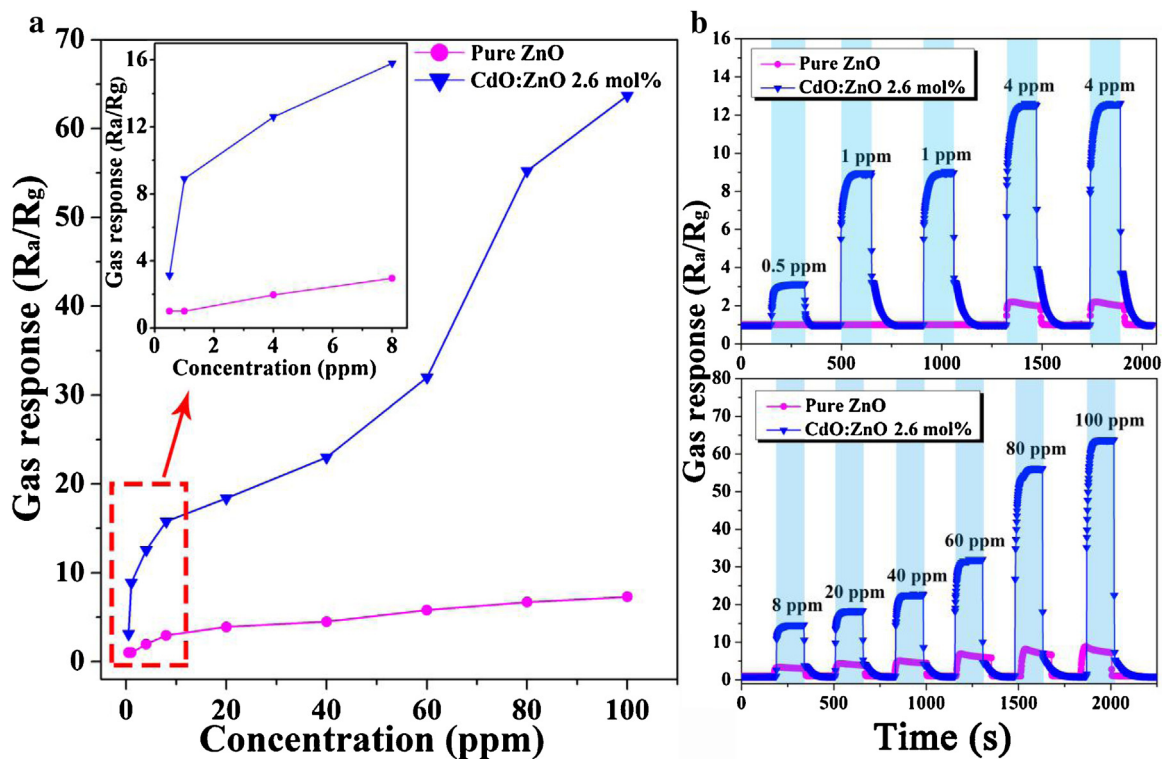 a
Gas response (Ra/Rg)
70
60
50
40
30
20
10
0
0 20 40 60 80 100
Concentration (ppm)
Pure ZnO
CdO:ZnO 2.6 mol%
Gas response (Ra/Rg)
16
12
8
4
0
0 2 4 6 8
Concentration (ppm)
b
Gas response (Ra/Rg)
16
14
12
10
8
6
4
2
0
Pure ZnO
CdO:ZnO 2.6 mol%
0.5 ppm 1 ppm 1 ppm 4 ppm 4 ppm
0 500 1000 1250 1500 1750 2000
70
60
50
40
30
20
10
0
Pure ZnO
CdO:ZnO 2.6 mol%
8 ppm 20 ppm 40 ppm 60 ppm 80 ppm 100 ppm
0 500 1000 1500 2000
Time (s)